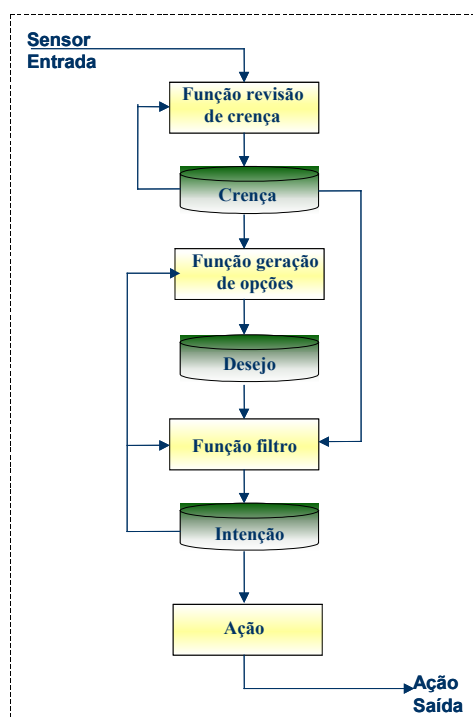 Sensor
Entrada
Função revisão
de crença
Crença
Função geração
de opções
Desejo
Função filtro
Intenção
Ação
Ação
Saída